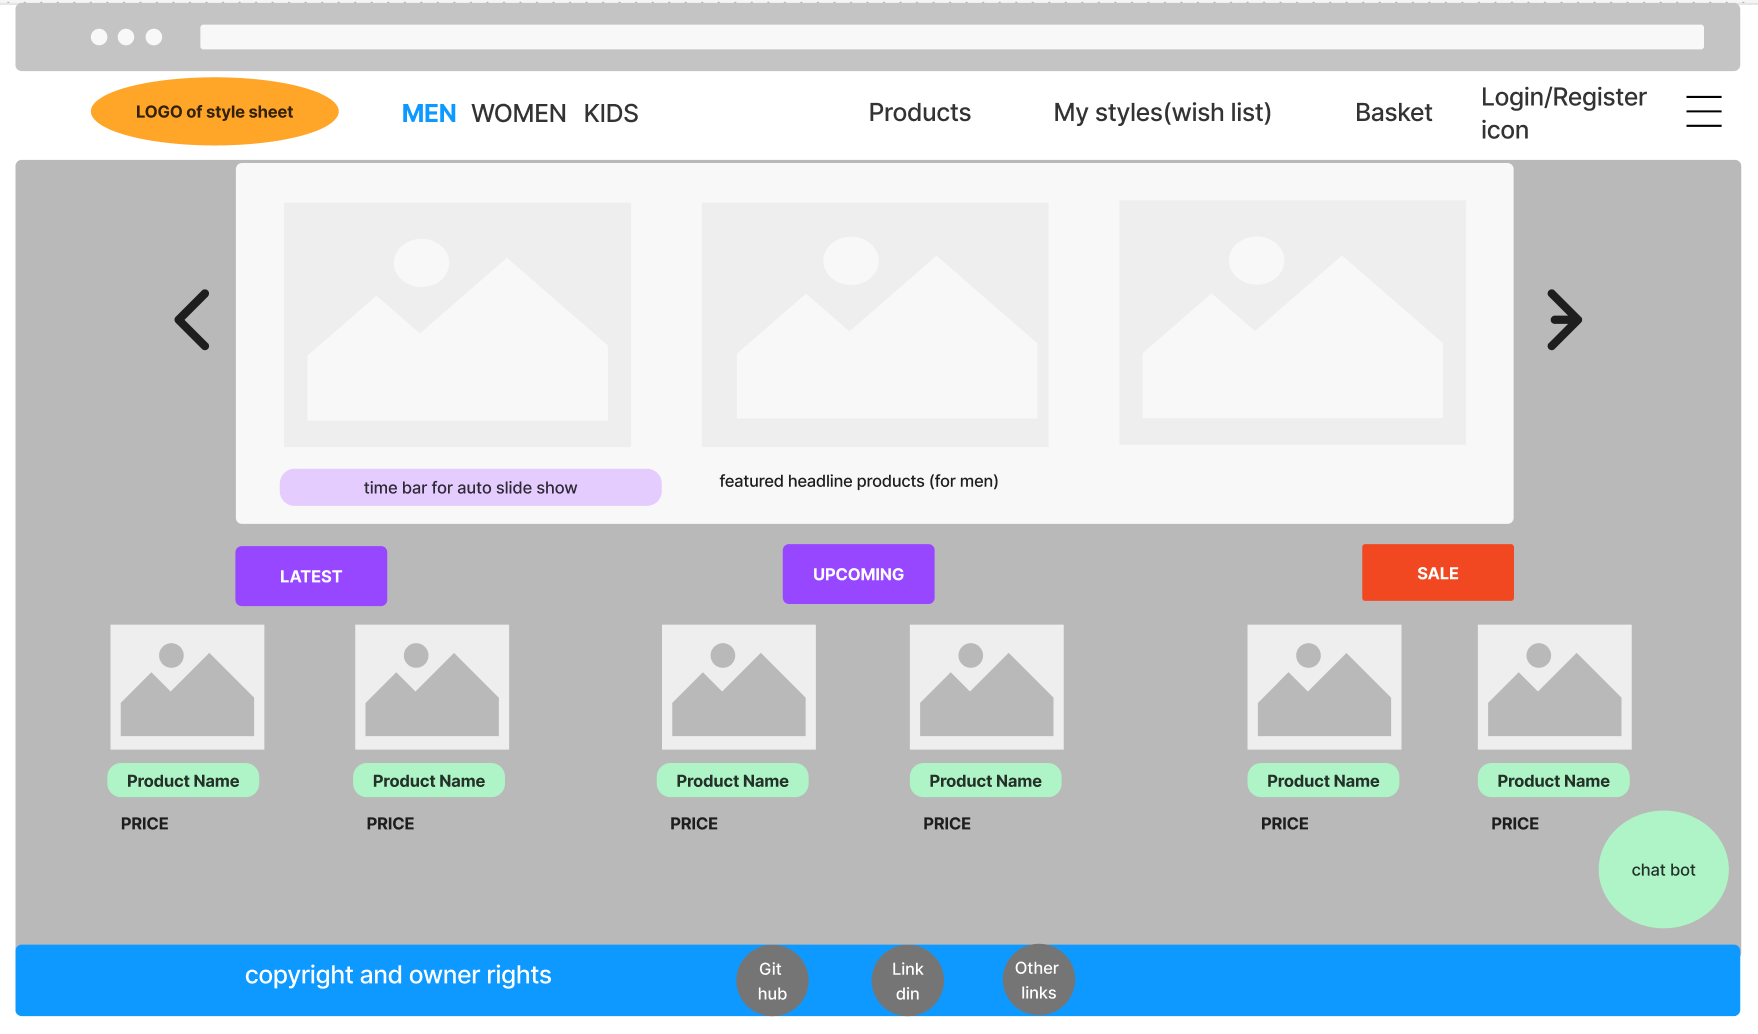 LOGO of style sheet
MEN WOMEN KIDS
Products
My styles(wish list)
Basket
Login/Register
icon
time bar for auto slide show
featured headline products (for men)
LATEST
UPCOMING
SALE
Product Name
Product Name
Product Name
Product Name
Product Name
Product Name
PRICE
PRICE
PRICE
PRICE
PRICE
PRICE
chat bot
copyright and owner rights
Git
hub
Link
din
Other
links